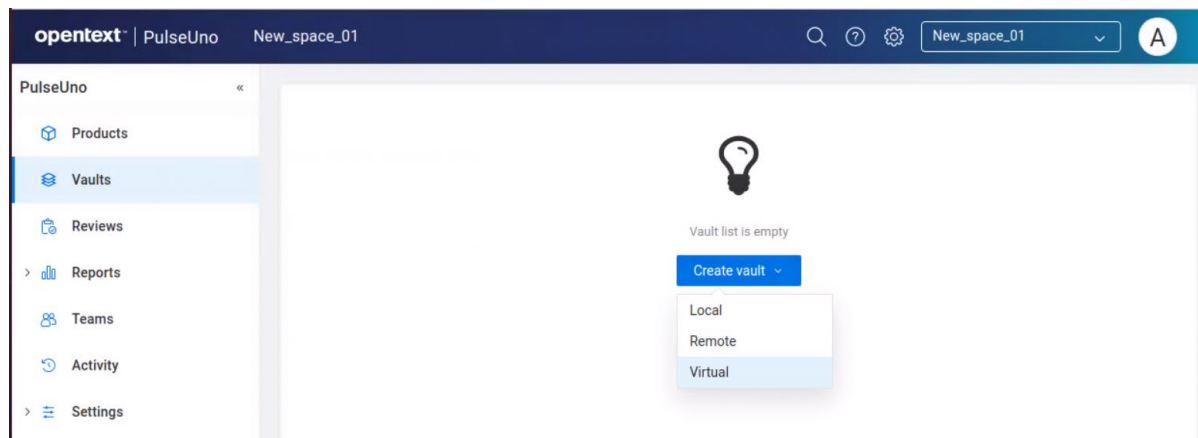 opentext™ | PulseUno New_space_01 New_space_01 A
PulseUno «
Products
Vaults
Reviews
Reports
Teams
Activity
Settings
Vault list is empty
Create vault
Local
Remote
Virtual